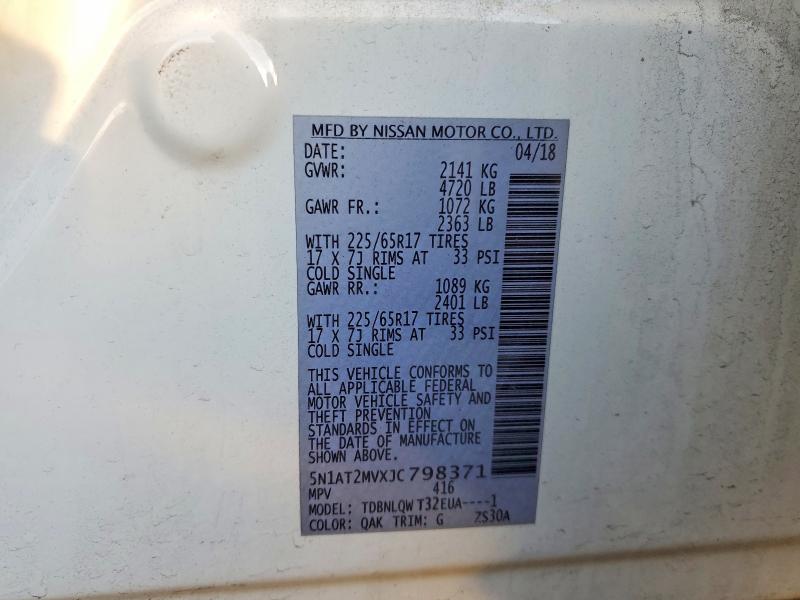 MFD BY NISSAN MOTOR CO., LTD.
DATE: 04/18
GVWR: 2141 KG
4720 LB
GAWR FR.: 1072 KG
2363 LB
WITH 225/65R17 TIRES
17 X 7J RIMS AT 33 PSI
COLD SINGLE
GAWR RR.: 1089 KG
2401 LB
WITH 225/65R17 TIRES
17 X 7J RIMS AT 33 PSI
COLD SINGLE
THIS VEHICLE CONFORMS TO
ALL APPLICABLE FEDERAL
MOTOR VEHICLE SAFETY AND
THEFT PREVENTION
STANDARDS IN EFFECT ON
THE DATE OF MANUFACTURE
SHOWN ABOVE.
5N1AT2MVXJC798371
MPV 416
MODEL: TDBNLQW T32EUA----1
COLOR: QAK TRIM: G ZS30A